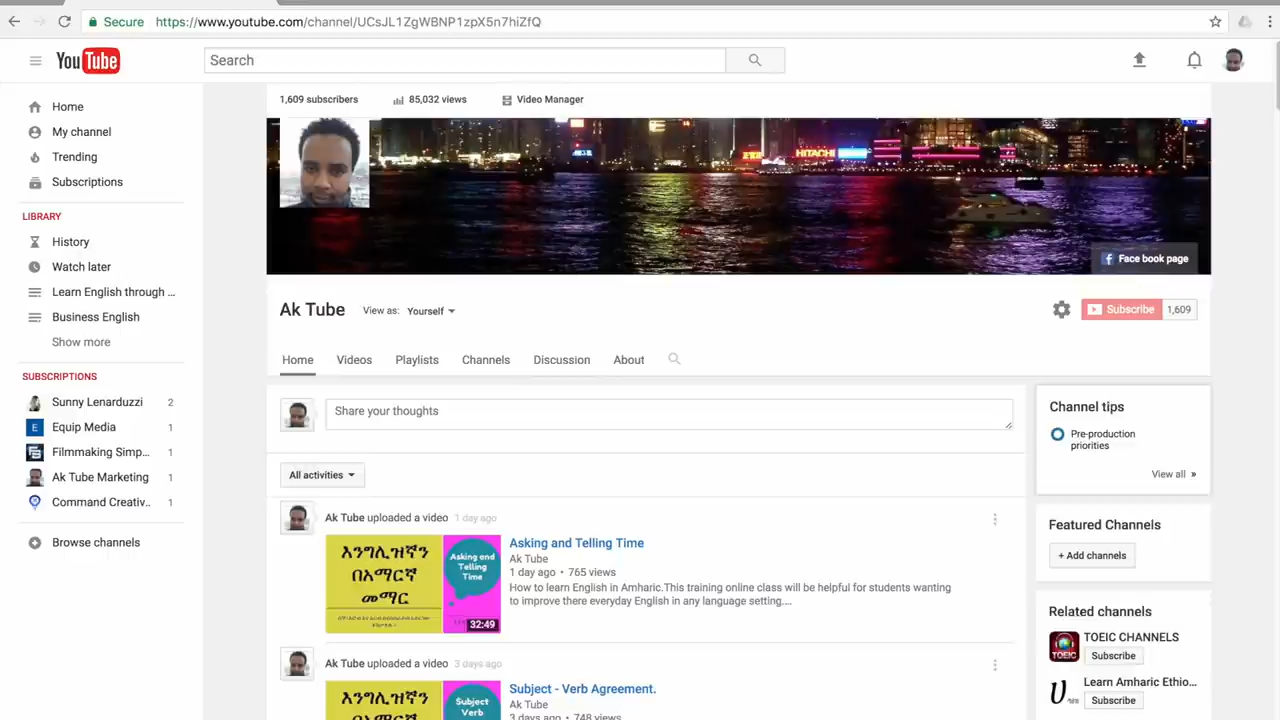 Secure
https://www.youtube.com/channel/UCsJL1ZgWBNP1zpX5n7hiZfQ
YouTube
Search
Home
My channel
Trending
Subscriptions
LIBRARY
History
Watch later
Learn English through ...
Business English
Show more
SUBSCRIPTIONS
Sunny Lenarduzzi 2
Equip Media 1
Filmmaking Simp... 1
Ak Tube Marketing 1
Command Creativ.. 1
Browse channels
1,609 subscribers 85,032 views Video Manager
HITACHI
Face book page
Ak Tube View as: Yourself
Subscribe 1,609
Home Videos Playlists Channels Discussion About
Share your thoughts
All activities
Ak Tube uploaded a video 1 day ago
እንግሊዝኛን
በአማርኛ
መማር
Asking and
Telling
Time
32:49
Asking and Telling Time
Ak Tube
1 day ago • 765 views
How to learn English in Amharic.This training online class will be helpful for students wanting
to improve there everyday English in any language setting....
Ak Tube uploaded a video 3 days ago
እንግሊዝኛን
Subject
Verb
Subject - Verb Agreement.
Ak Tube
3 days ago • 748 views
Channel tips
Pre-production
priorities
View all »
Featured Channels
+ Add channels
Related channels
TOEIC
TOEIC CHANNELS
Subscribe
Learn Amharic Ethio...
Subscribe